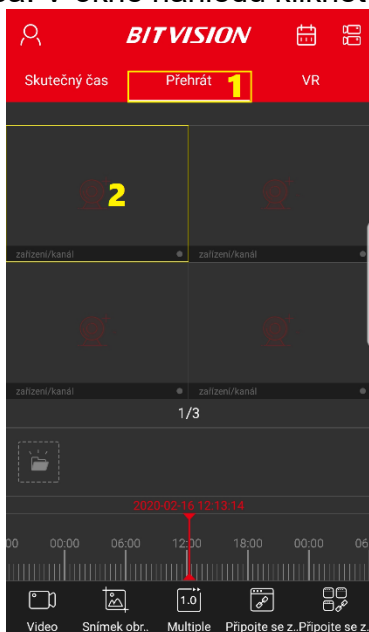 BITVISION
Skutečný čas Přehrát 1 VR
2
zařízení/kanál zařízení/kanál
zařízení/kanál zařízení/kanál
1/3
2020-02-16 12:13:14
00 00:00 06:00 12:00 18:00 00:00 06
1.0
Video Snímek obr.. Multiple Připojte se z..Připojte se z..